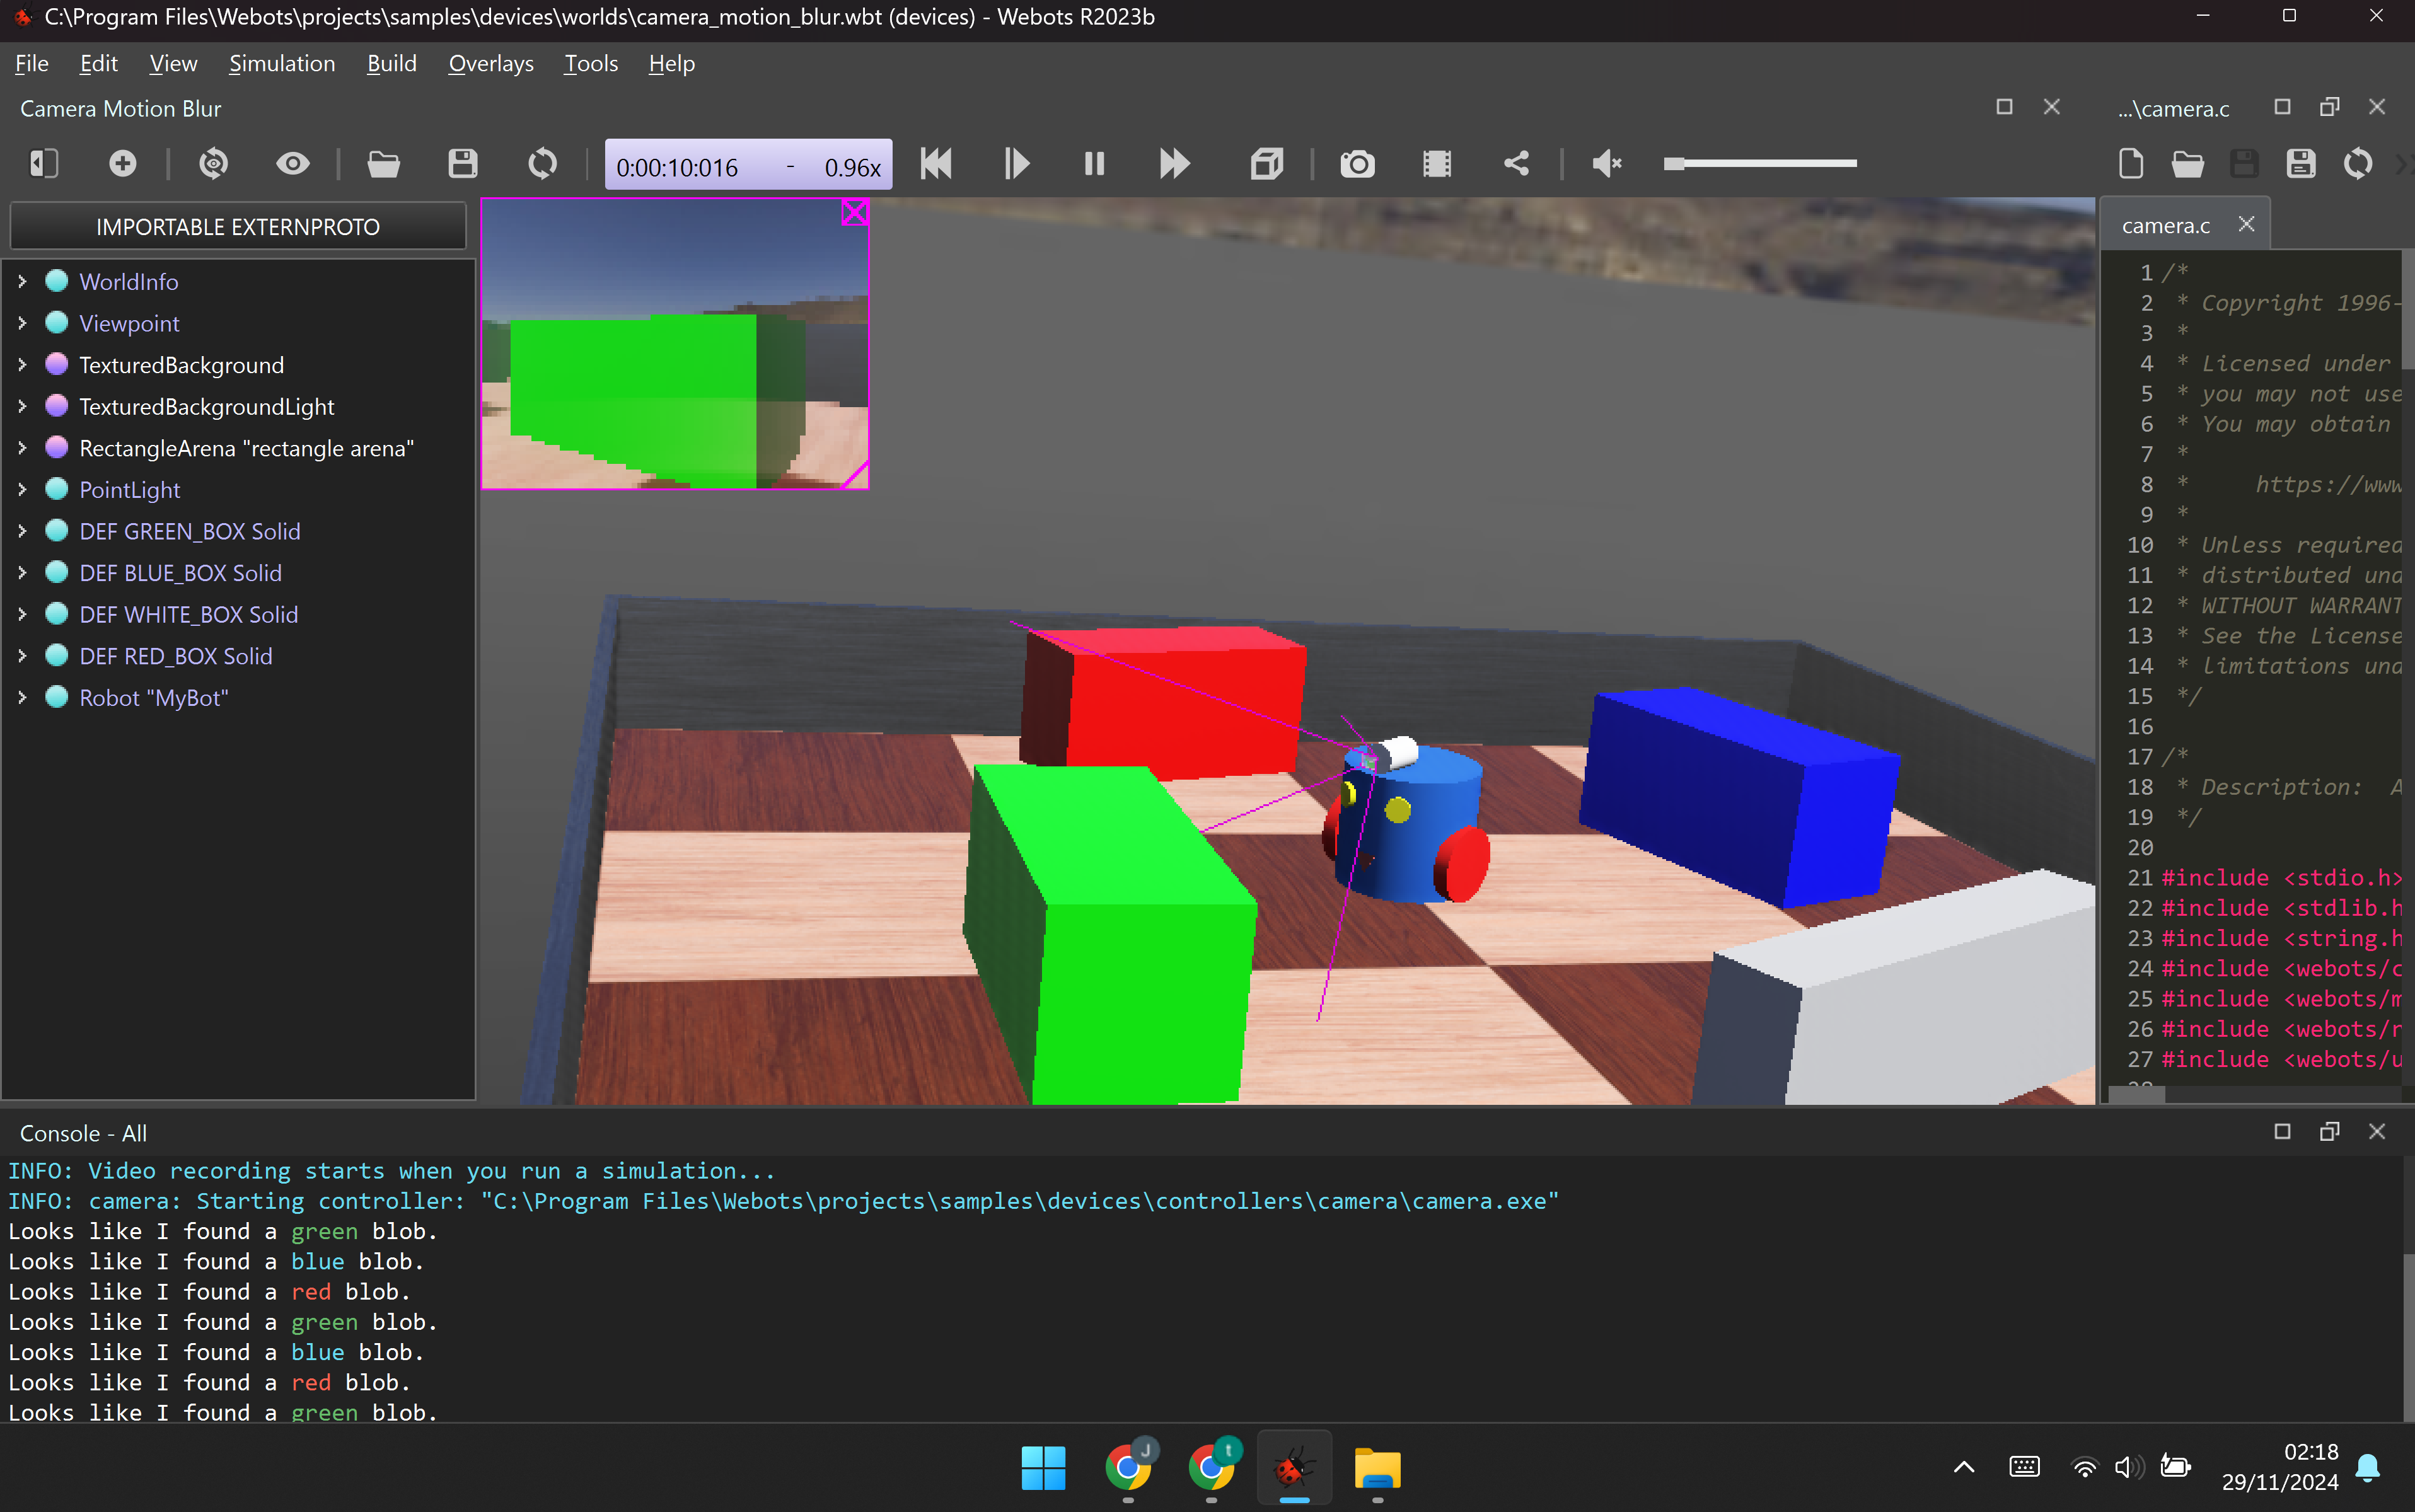 C:\Program Files\Webots\projects\samples\devices\worlds\camera_motion_blur.wbt (devices) - Webots R2023b
File Edit View Simulation Build Overlays Tools Help
Camera Motion Blur
...\camera.c
0:00:10:016 - 0.96x
IMPORTABLE EXTERNPROTO
WorldInfo
Viewpoint
TexturedBackground
TexturedBackgroundLight
RectangleArena "rectangle arena"
PointLight
DEF GREEN_BOX Solid
DEF BLUE_BOX Solid
DEF WHITE_BOX Solid
DEF RED_BOX Solid
Robot "MyBot"
camera.c
1 /*
2 * Copyright 1996-
3 *
4 * Licensed under
5 * you may not use
6 * You may obtain
7 *
8 * https://www
9 *
10 * Unless required
11 * distributed und
12 * WITHOUT WARRANT
13 * See the License
14 * limitations und
15 */
16
17 /*
18 * Description: A
19 */
20
21 #include <stdio.h>
22 #include <stdlib.h
23 #include <string.h
24 #include <webots/c
25 #include <webots/m
26 #include <webots/r
27 #include <webots/u
Console - All
INFO: Video recording starts when you run a simulation...
INFO: camera: Starting controller: "C:\Program Files\Webots\projects\samples\devices\controllers\camera\camera.exe"
Looks like I found a green blob.
Looks like I found a blue blob.
Looks like I found a red blob.
Looks like I found a green blob.
Looks like I found a blue blob.
Looks like I found a red blob.
Looks like I found a green blob.
J
t
02:18
29/11/2024